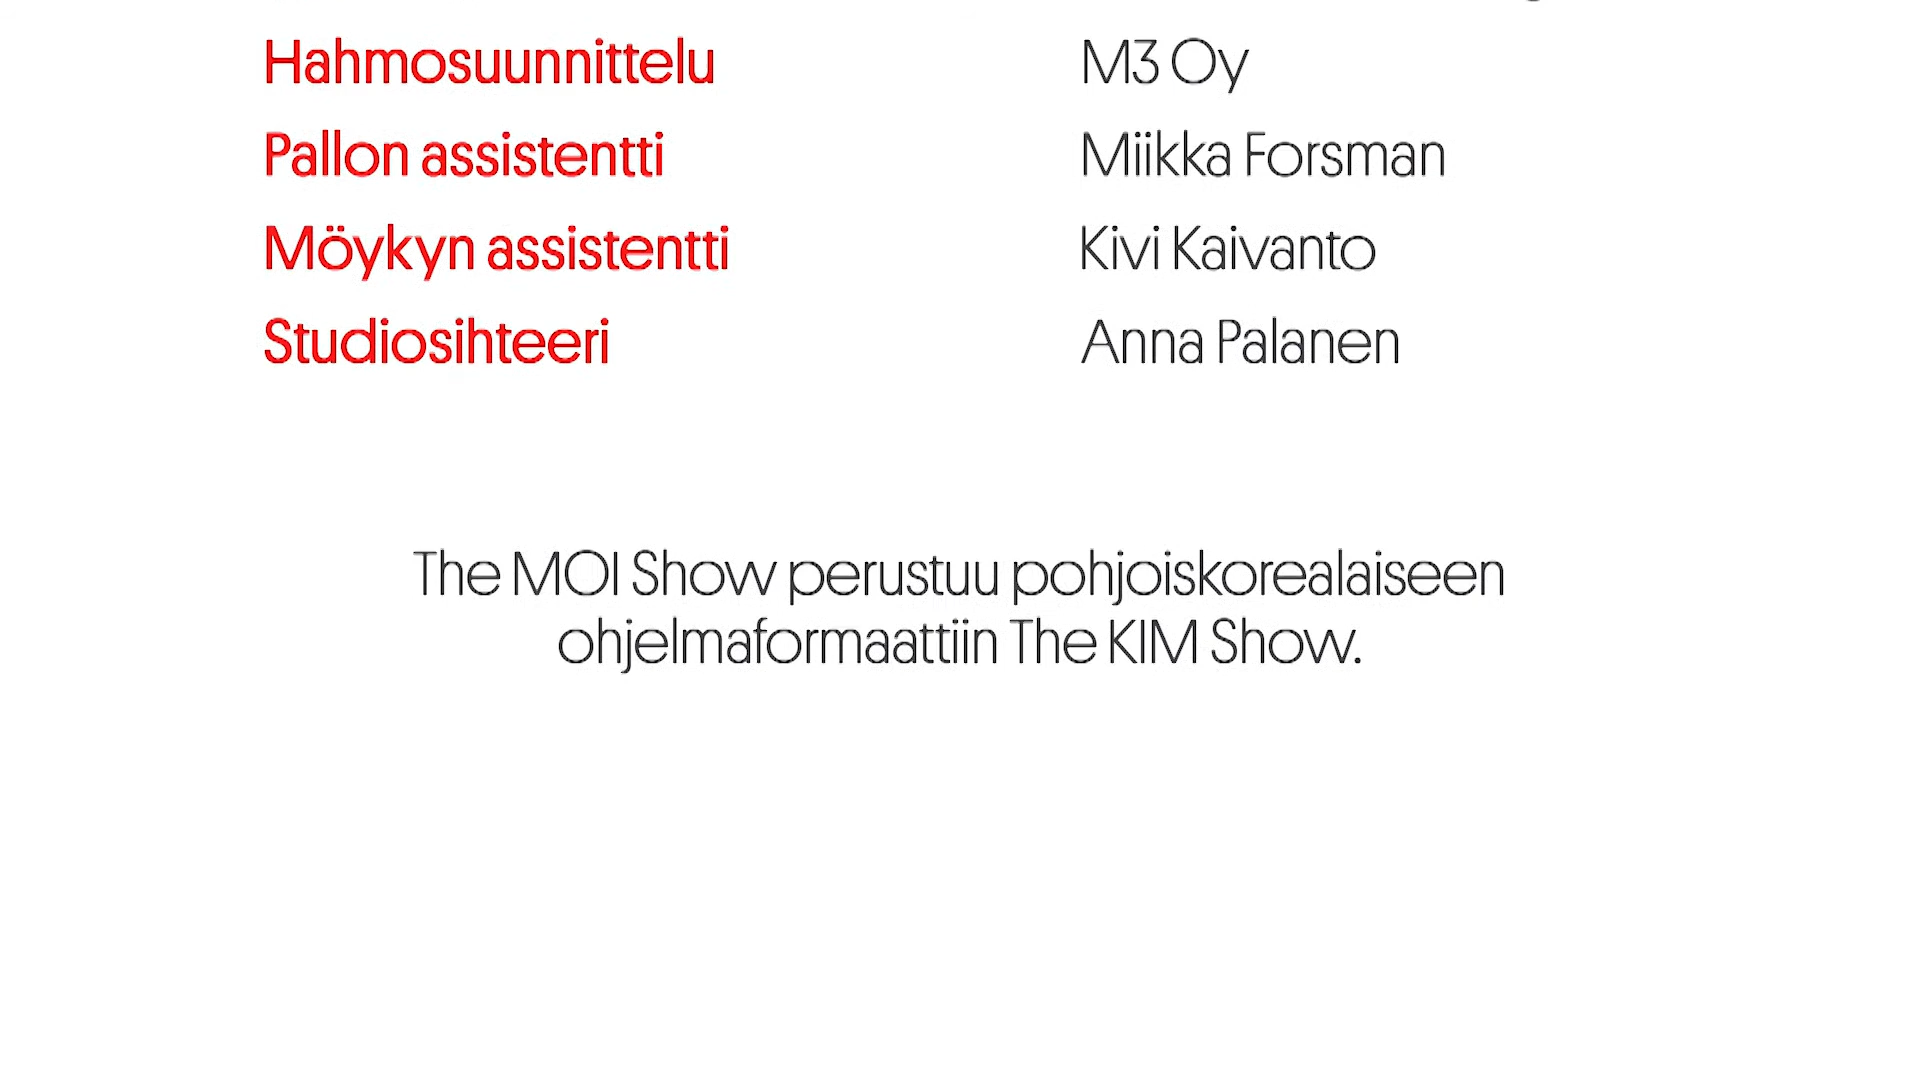 Hahmosuunnittelu M3 Oy
Pallon assistentti Miikka Forsman
Möykyn assistentti Kivi Kaivanto
Studiosihteeri Anna Palanen
The MOI Show perustuu pohjoiskorealaiseen
ohjelmaformaattiin The KIM Show.